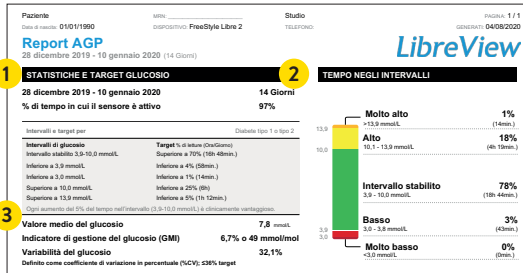 Paziente
MRN:
Studio
PAGINA: 1 / 1
Data di nascita: 01/01/1990
DISPOSITIVO: FreeStyle Libre 2
TELEFONO:
GENERATI: 04/08/2020
Report AGP
28 dicembre 2019 - 10 gennaio 2020 (14 Giorni)
LibreView
1
STATISTICHE E TARGET GLUCOSIO
28 dicembre 2019 - 10 gennaio 2020 14 Giorni
% di tempo in cui il sensore è attivo 97%
Intervalli e target per Diabete tipo 1 o tipo 2
Intervalli di glucosio Target % di letture (Ora/Giorno)
Intervallo stabilito 3,9-10,0 mmol/L Superiore a 70% (16h 48min.)
Inferiore a 3,9 mmol/L Inferiore a 4% (58min.)
Inferiore a 3,0 mmol/L Inferiore a 1% (14min.)
Superiore a 10,0 mmol/L Inferiore a 25% (6h)
Superiore a 13,9 mmol/L Inferiore a 5% (1h 12min.)
Ogni aumento del 5% del tempo nell'intervallo (3,9-10,0 mmol/L) è clinicamente vantaggioso.
3
Valore medio del glucosio 7,8 mmol/L
Indicatore di gestione del glucosio (GMI) 6,7% o 49 mmol/mol
Variabilità del glucosio 32,1%
Definito come coefficiente di variazione in percentuale (%CV); ≤36% target
2
TEMPO NEGLI INTERVALLI
Molto alto 1%
>13,9 mmol/L (14min.)
13,9
Alto 18%
10,1 - 13,9 mmol/L (4h 19min.)
10,0
Intervallo stabilito 78%
3,9 - 10,0 mmol/L (18h 44min.)
Basso 3%
3,0 - 3,8 mmol/L (43min.)
3,9
3,0
Molto basso 0%
<3,0 mmol/L (0min.)